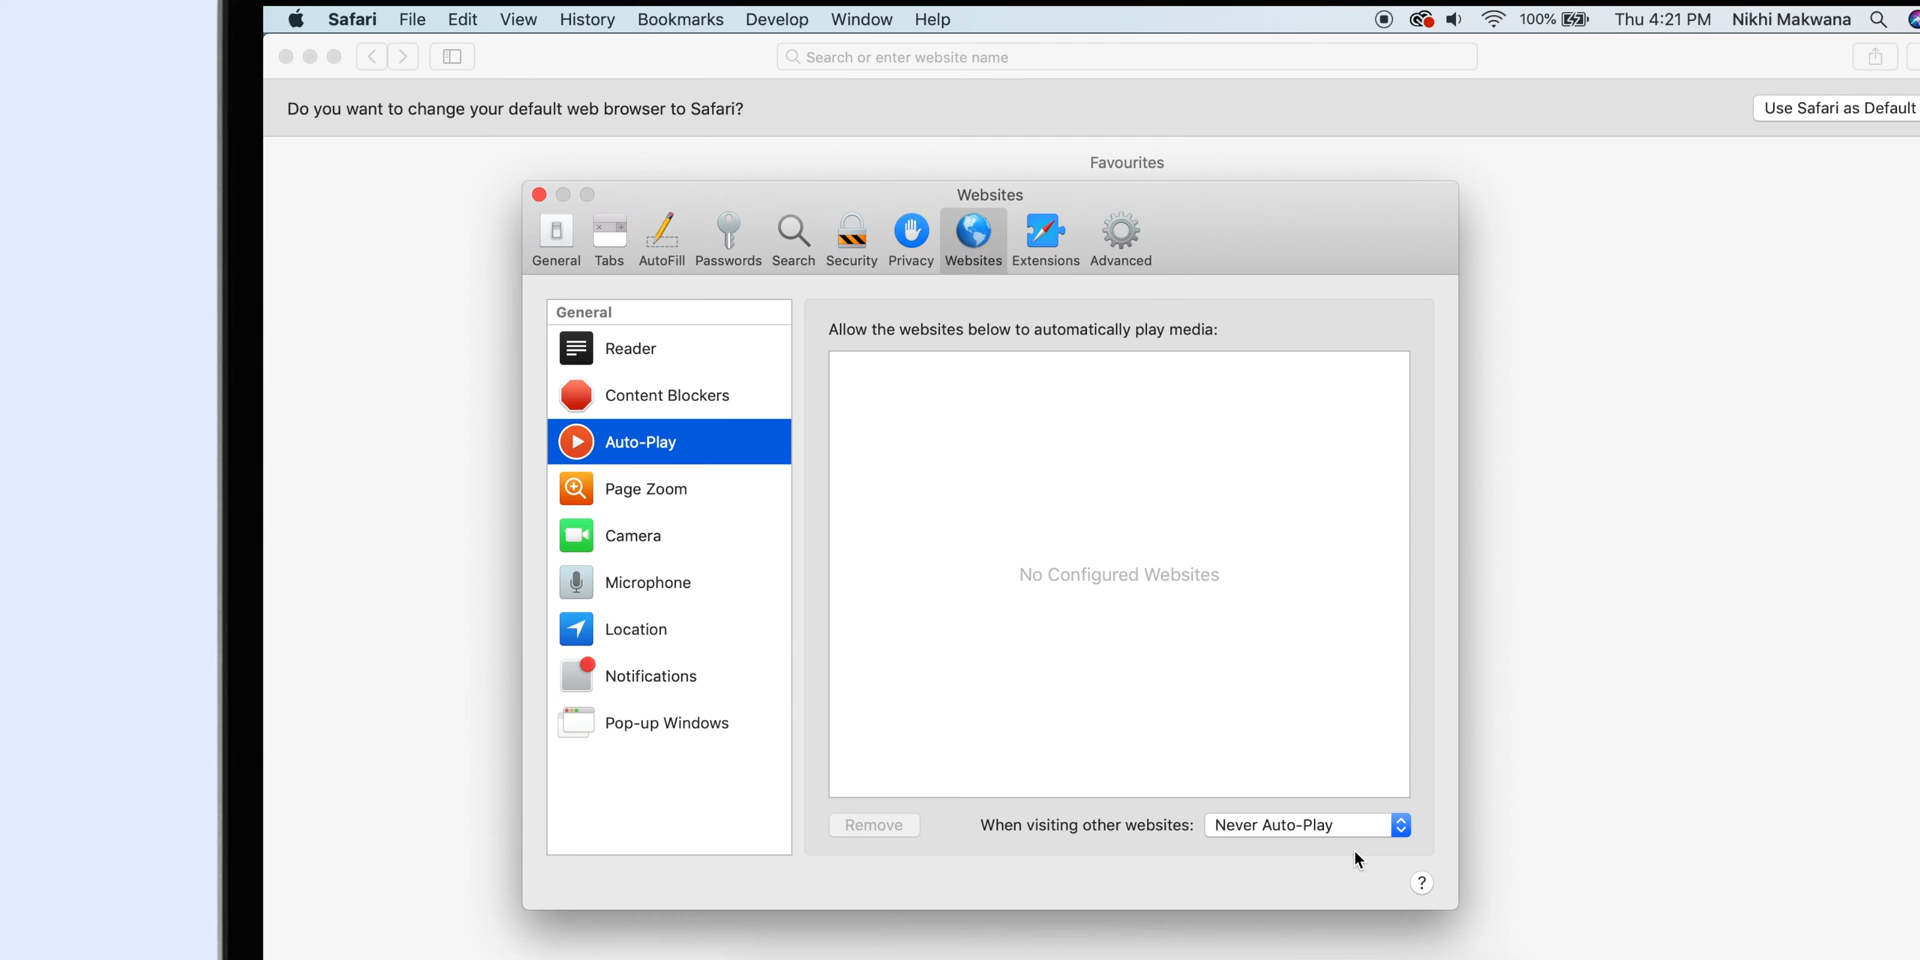 Safari File Edit View History Bookmarks Develop Window Help 100% Thu 4:21 PM Nikhi Makwana
Search or enter website name
Do you want to change your default web browser to Safari? Use Safari as Default
Favourites
Websites
General Tabs AutoFill Passwords Search Security Privacy Websites Extensions Advanced
General
Reader
Content Blockers
Auto-Play
Page Zoom
Camera
Microphone
Location
Notifications
Pop-up Windows
Allow the websites below to automatically play media:
No Configured Websites
Remove When visiting other websites: Never Auto-Play
?